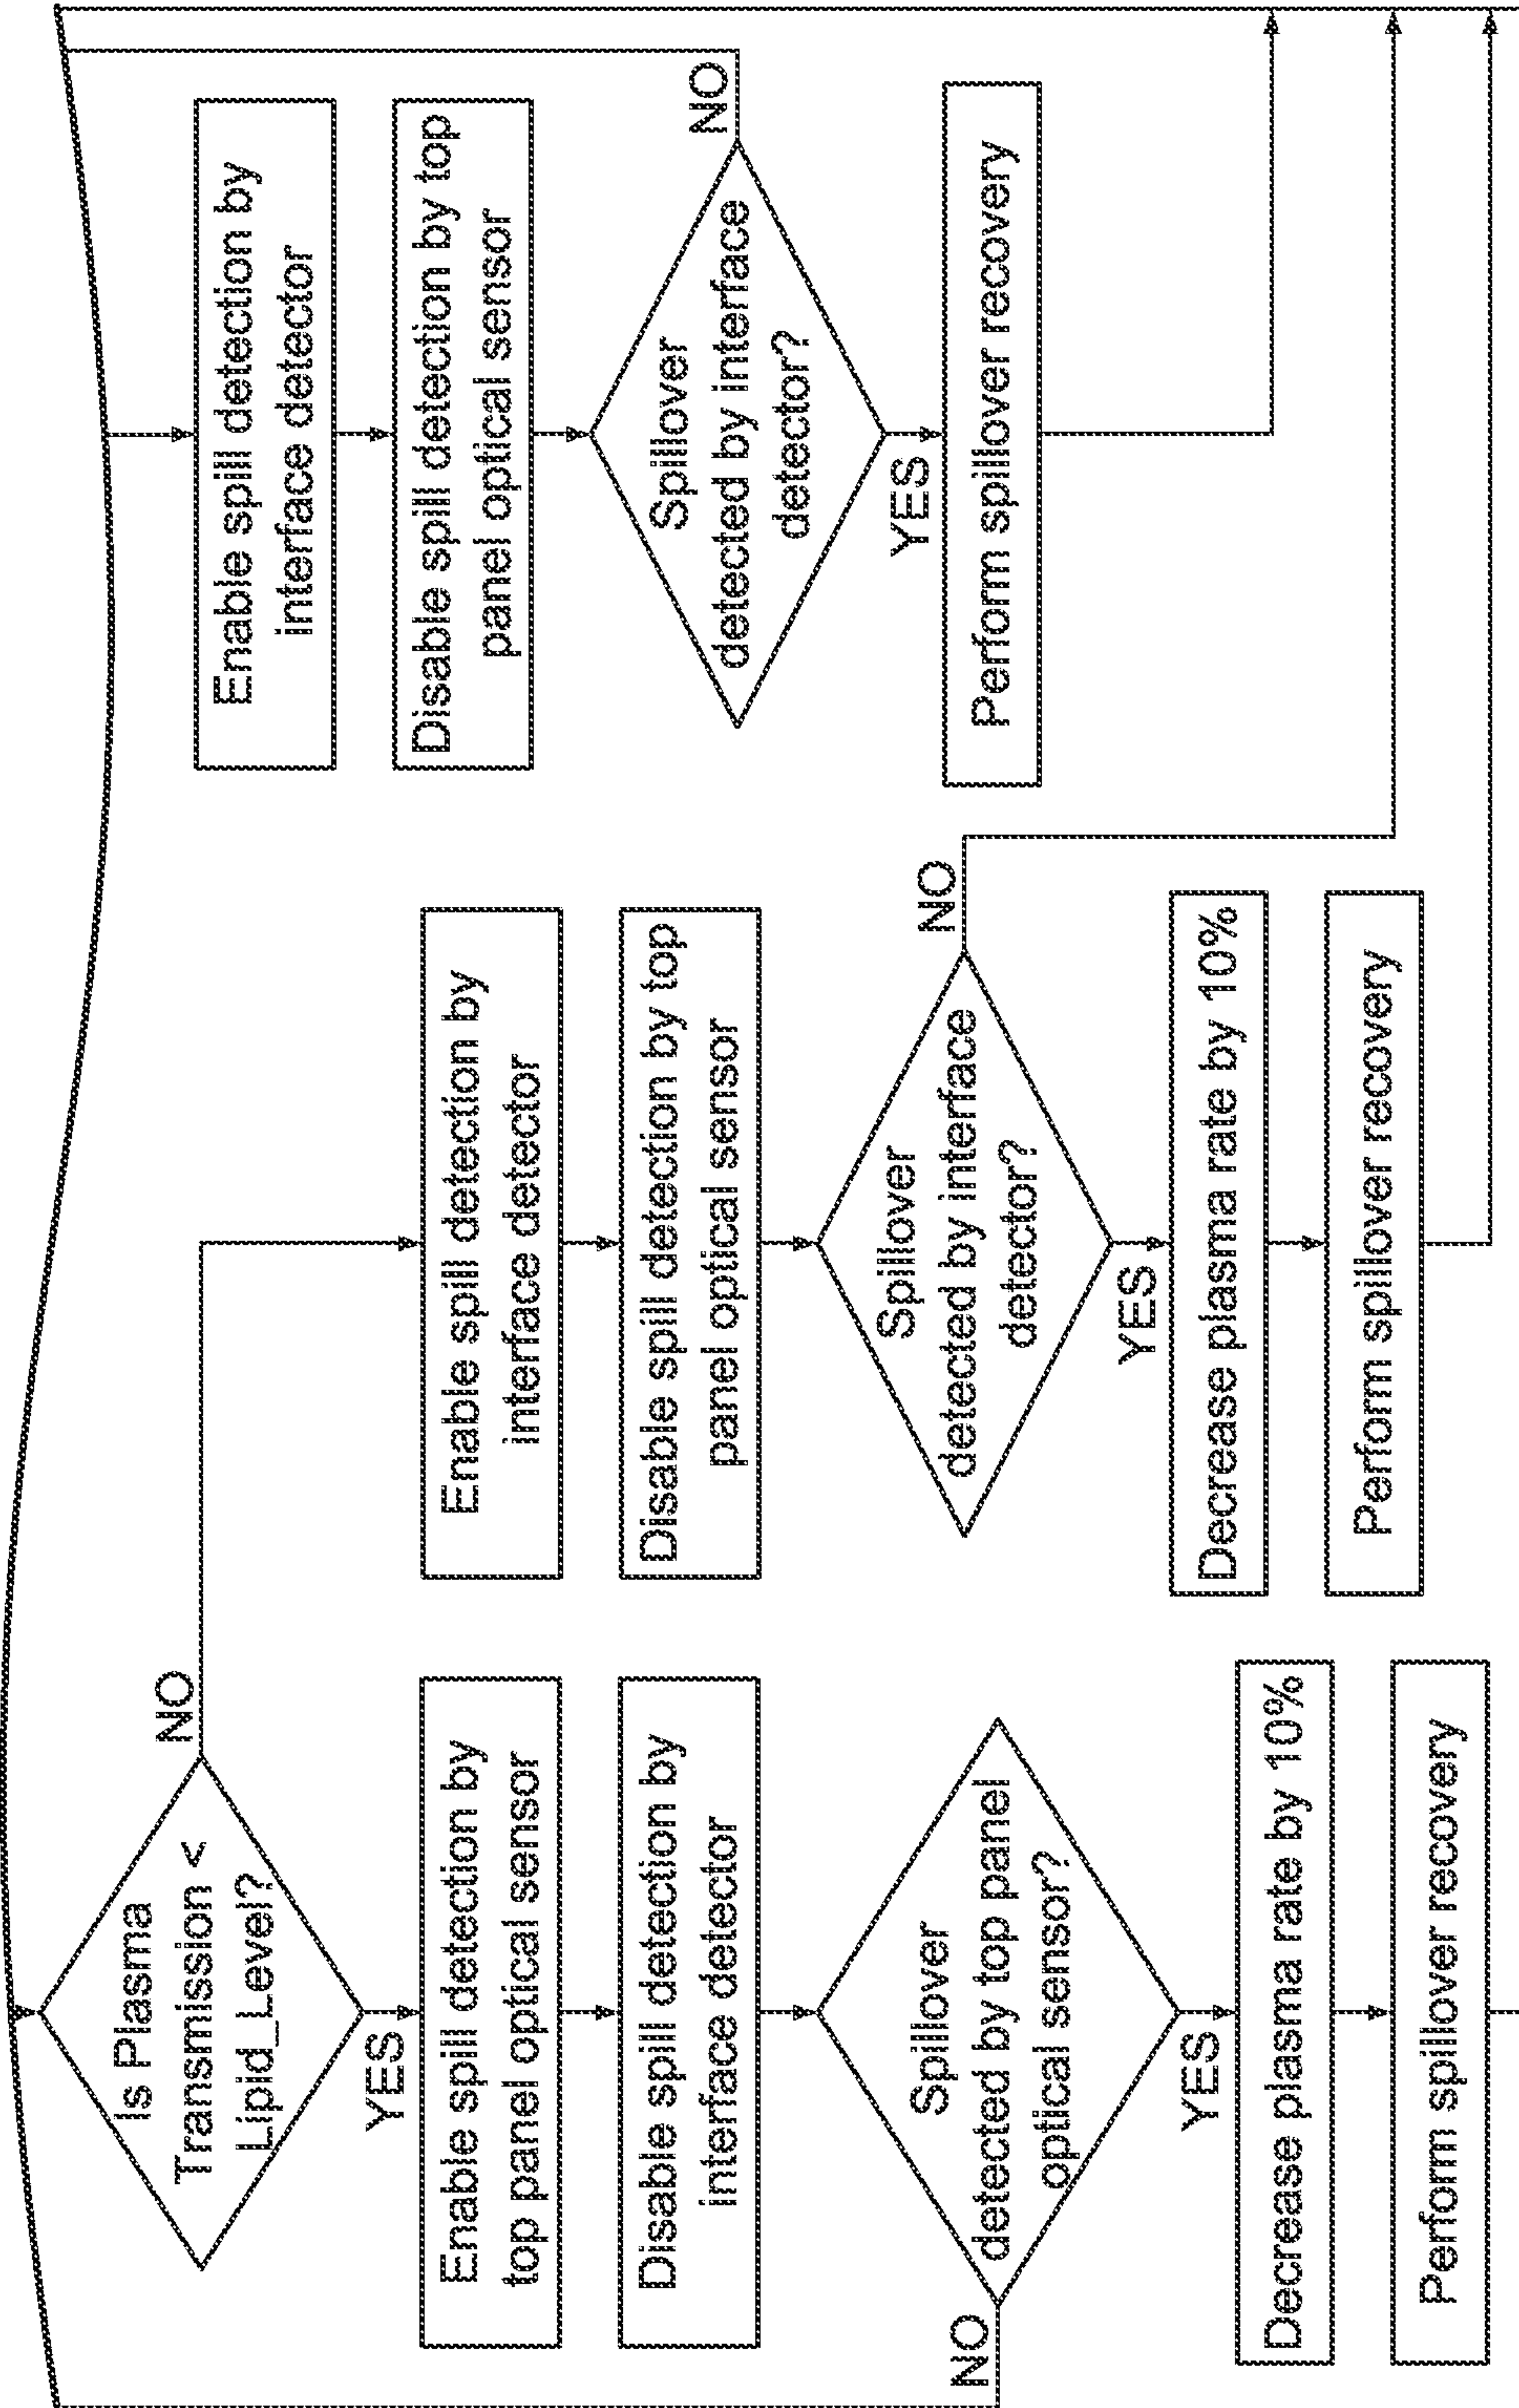 Is Plasma
Transmission <
Lipid_Level?
NO
YES
Enable spill detection by
top panel optical sensor
Disable spill detection by
interface detector
Spillover
detected by top panel
optical sensor?
NO
YES
Decrease plasma rate by 10%
Perform spillover recovery
Enable spill detection by
interface detector
Disable spill detection by top
panel optical sensor
Spillover
detected by interface
detector?
NO
YES
Decrease plasma rate by 10%
Perform spillover recovery
Enable spill detection by
interface detector
Disable spill detection by top
panel optical sensor
Spillover
detected by interface
detector?
NO
YES
Perform spillover recovery